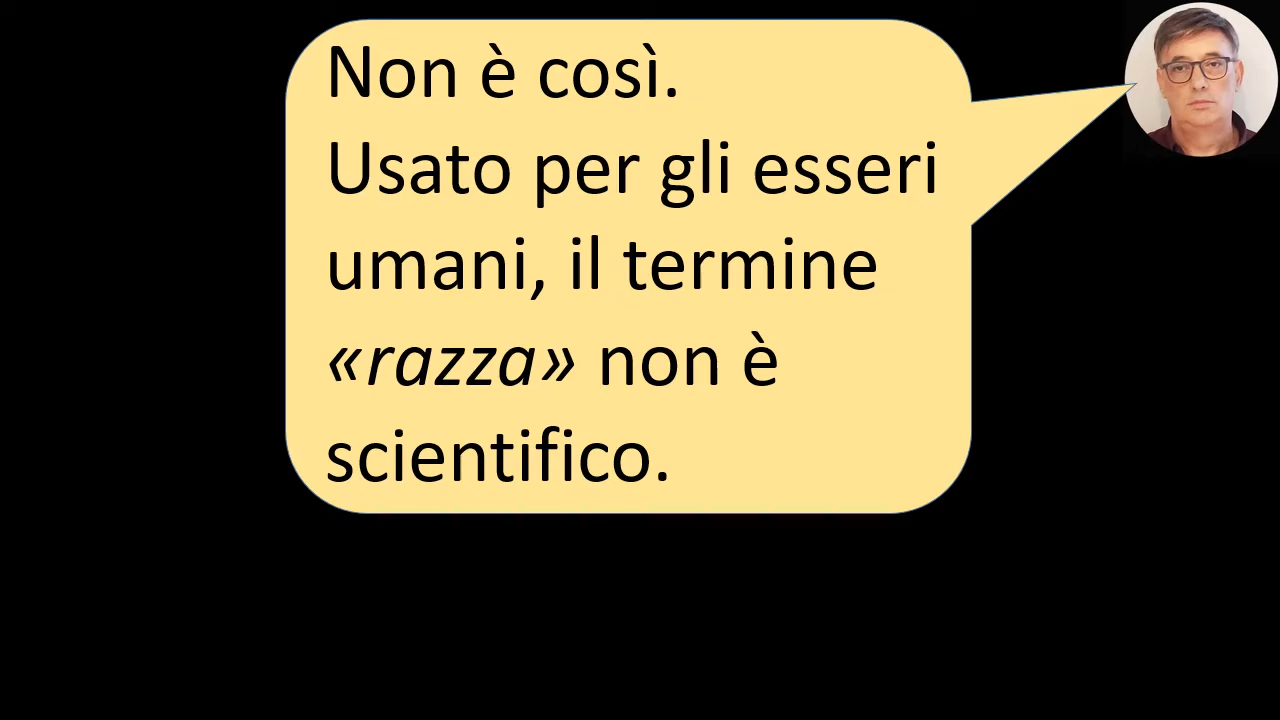 Non è così.
Usato per gli esseri
umani, il termine
«razza» non è
scientifico.